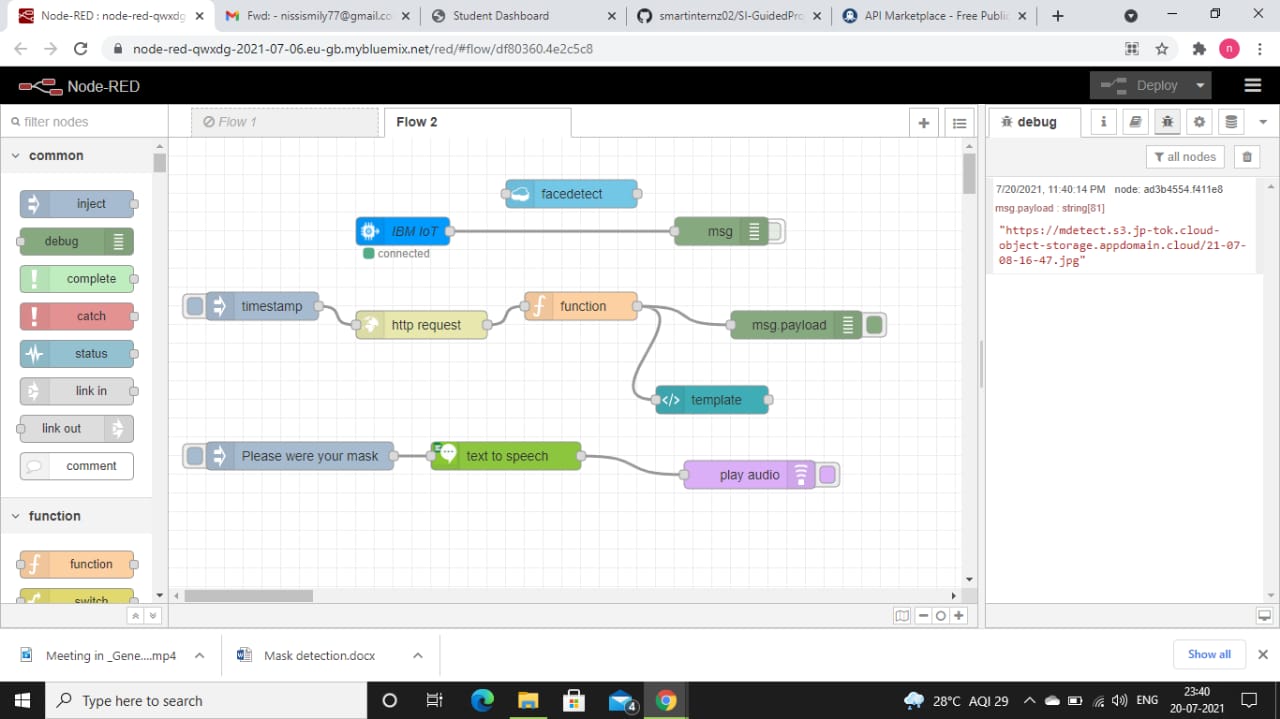 Node-RED : node-red-qwxdg
Fwd: - nissismily77@gmail.co
Student Dashboard
smartinternz02/SI-GuidedPro
API Marketplace - Free Public
node-red-qwxdg-2021-07-06.eu-gb.mybluemix.net/red/#flow/df80360.4e2c5c8
n
Node-RED
Deploy
filter nodes
Flow 1
Flow 2
debug
i
common
all nodes
inject
debug
complete
catch
status
link in
link out
comment
function
function
switch
facedetect
IBM IoT
connected
msg
timestamp
http request
function
msg.payload
template
Please were your mask
text to speech
play audio
7/20/2021, 11:40:14 PM node: ad3b4554.f411e8
msg.payload : string[81]
"https://mdetect.s3.jp-tok.cloud-
object-storage.appdomain.cloud/21-07-
08-16-47.jpg"
Meeting in _Gene....mp4
Mask detection.docx
Show all
Type here to search
4
28°C AQI 29
ENG
23:40
20-07-2021